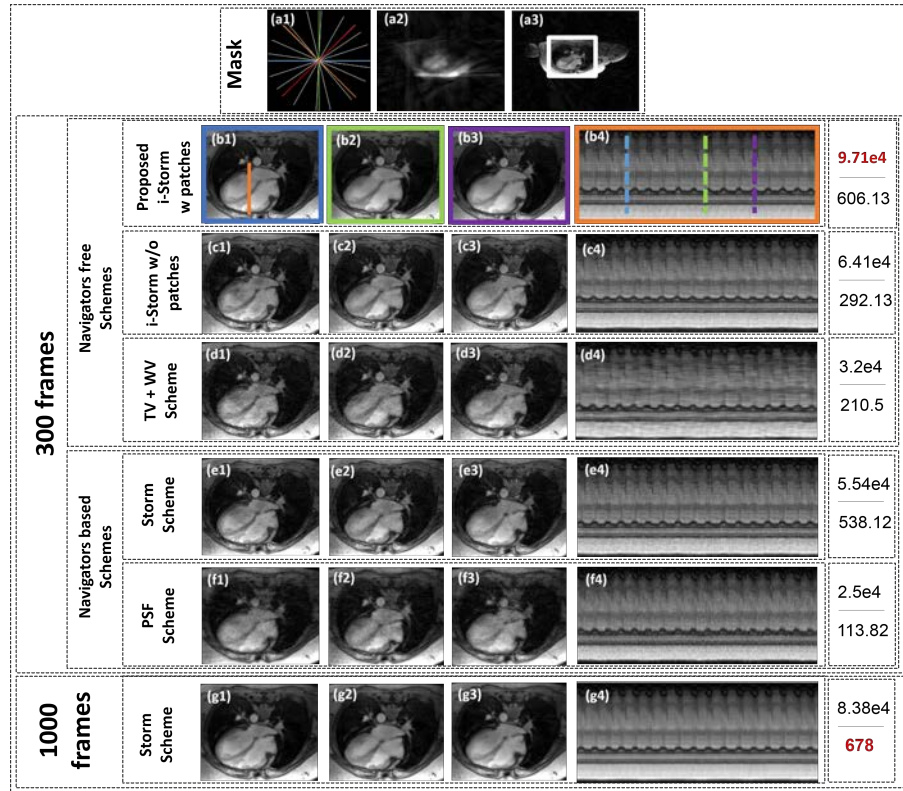 Mask
(a1)
(a2)
(a3)
300 frames
Navigators free
Schemes
Proposed
i-Storm
w patches
(b1)
(b2)
(b3)
(b4)
9.71e4
606.13
i-Storm w/o
patches
(c1)
(c2)
(c3)
(c4)
6.41e4
292.13
TV + WV
Scheme
(d1)
(d2)
(d3)
(d4)
3.2e4
210.5
Navigators based
Schemes
Storm
Scheme
(e1)
(e2)
(e3)
(e4)
5.54e4
538.12
PSF
Scheme
(f1)
(f2)
(f3)
(f4)
2.5e4
113.82
1000
frames
Storm
Scheme
(g1)
(g2)
(g3)
(g4)
8.38e4
678